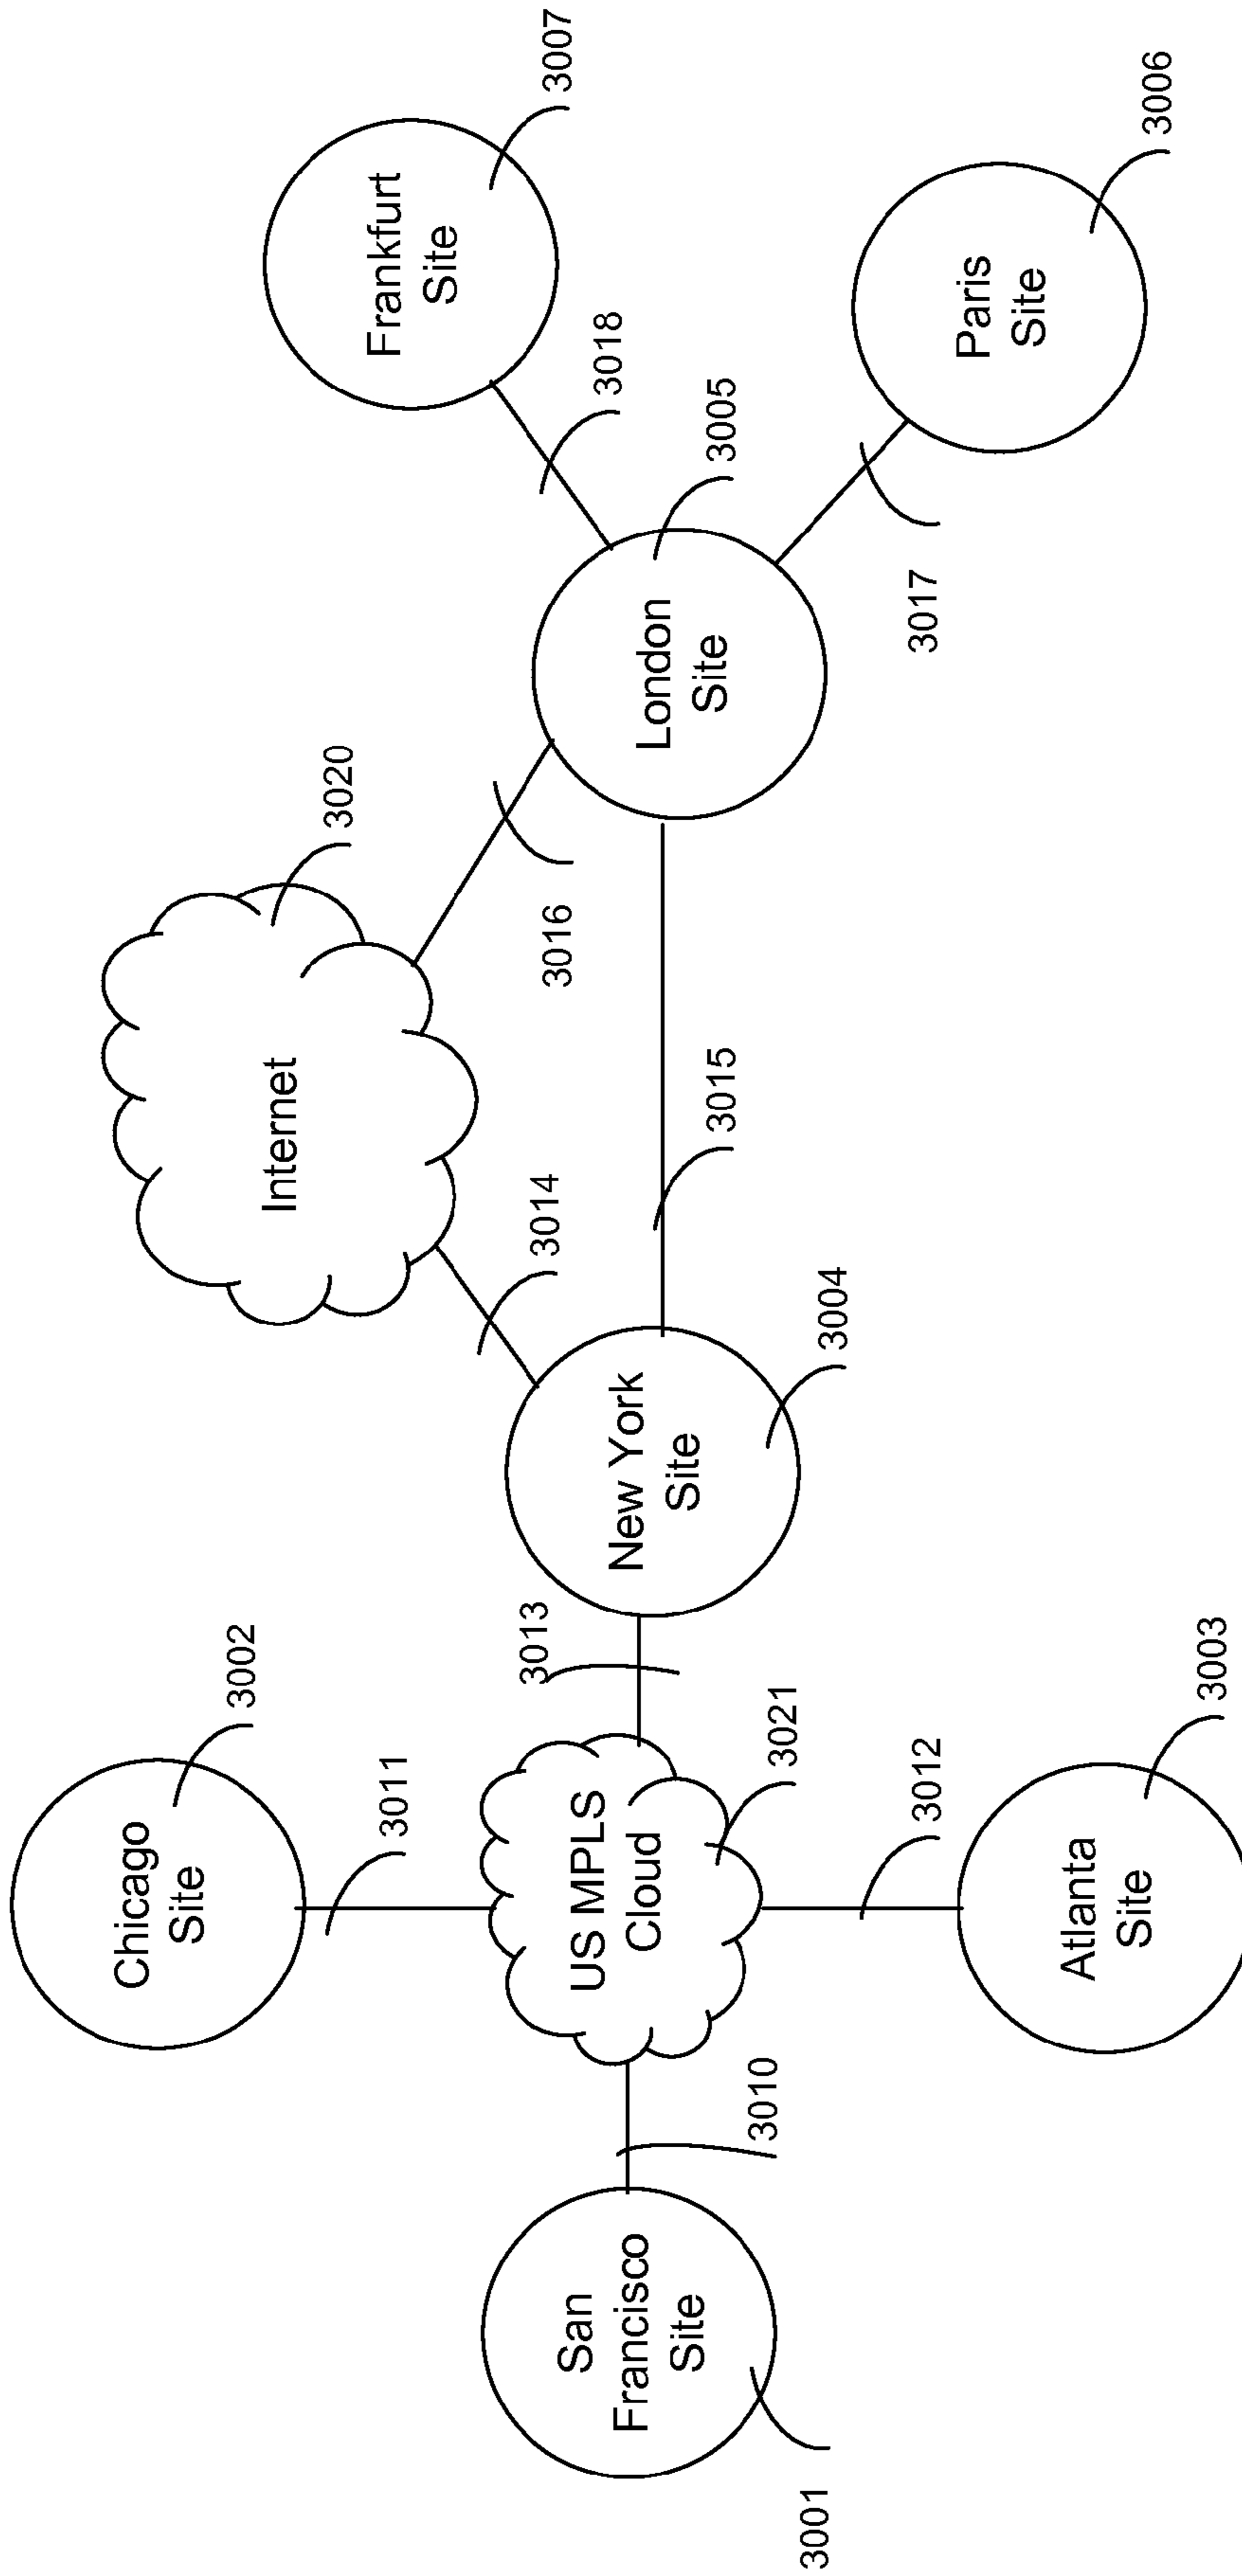 Chicago
Site
3002
Frankfurt
Site
3007
Internet
3020
3011
3014
3016
3018
San
Francisco
Site
3001
3010
US MPLS
Cloud
3021
3013
New York
Site
3004
3015
London
Site
3005
3017
Paris
Site
3006
3012
Atlanta
Site
3003